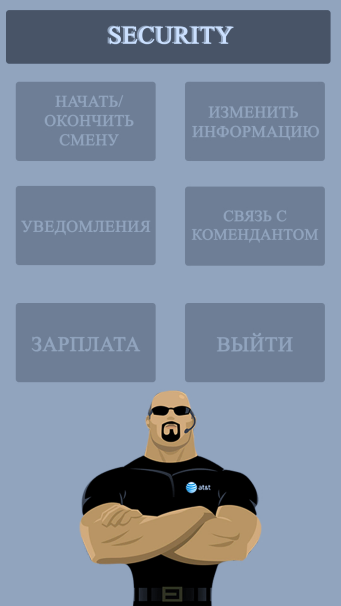 SECURITY
НАЧАТЬ/
ОКОНЧИТЬ
СМЕНУ
ИЗМЕНИТЬ
ИНФОРМАЦИЮ
УВЕДОМЛЕНИЯ
СВЯЗЬ С
КОМЕНДАНТОМ
ЗАРПЛАТА
ВЫЙТИ
at&t